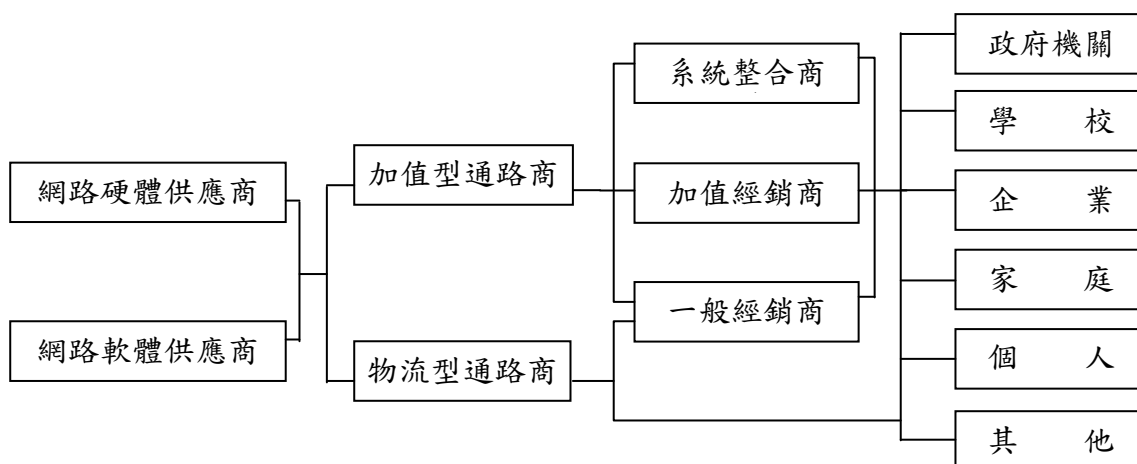 網路硬體供應商
網路軟體供應商
加值型通路商
物流型通路商
系統整合商
加值經銷商
一般經銷商
政府機關
學 校
企 業
家 庭
個 人
其 他